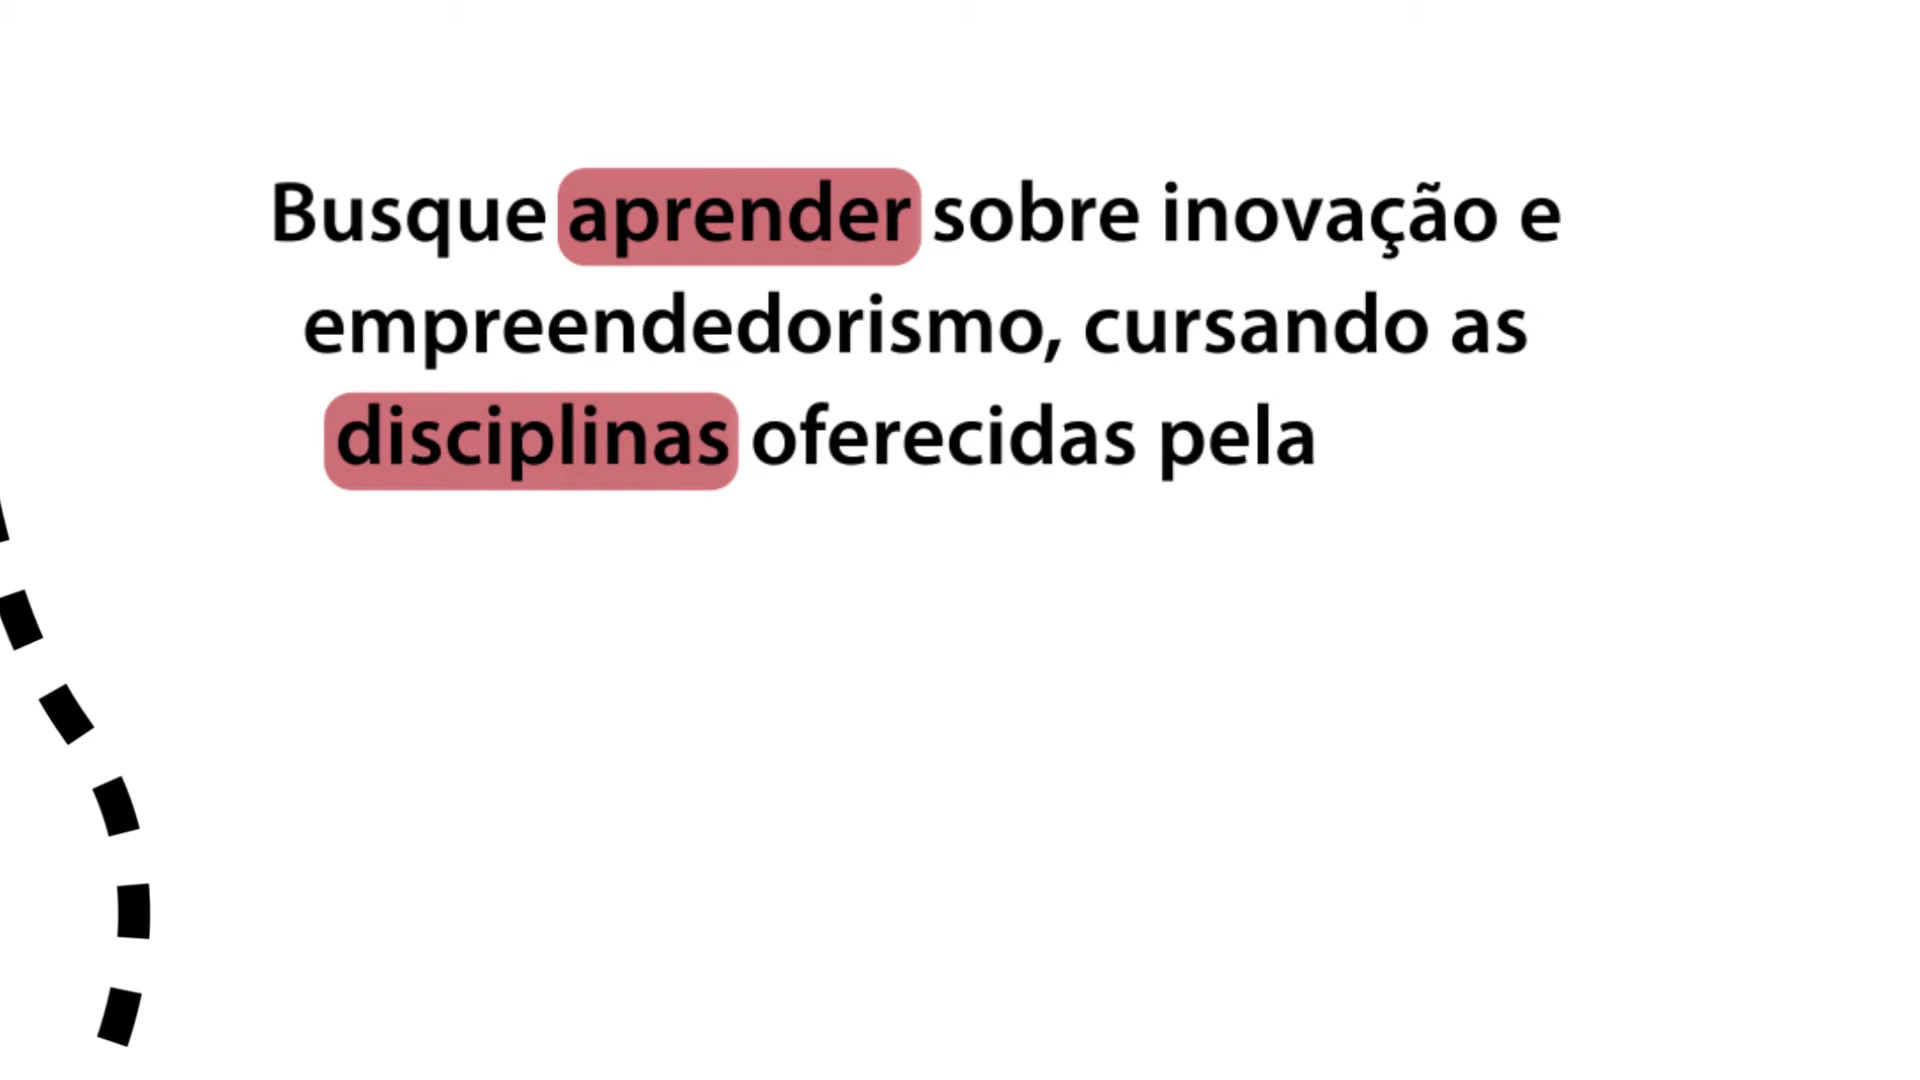 Busque aprender sobre inovação e
empreendedorismo, cursando as
disciplinas oferecidas pela